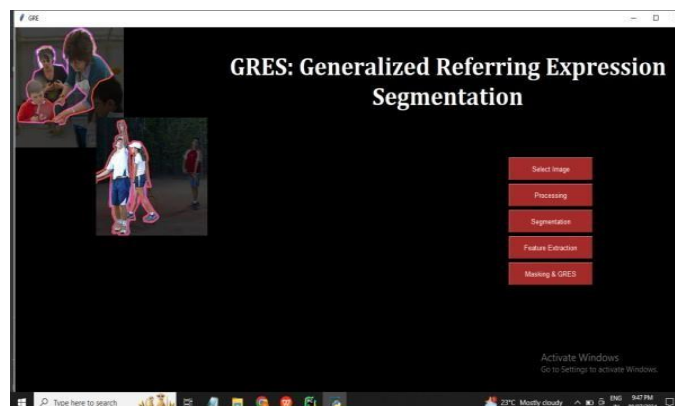 GRE
GRES: Generalized Referring Expression
Segmentation
Select Image
Processing
Segmentation
Feature Extraction
Masking & GRES
Activate Windows
Go to Settings to activate Windows.
Type here to search
23°C Mostly cloudy
ENG
9:47 PM